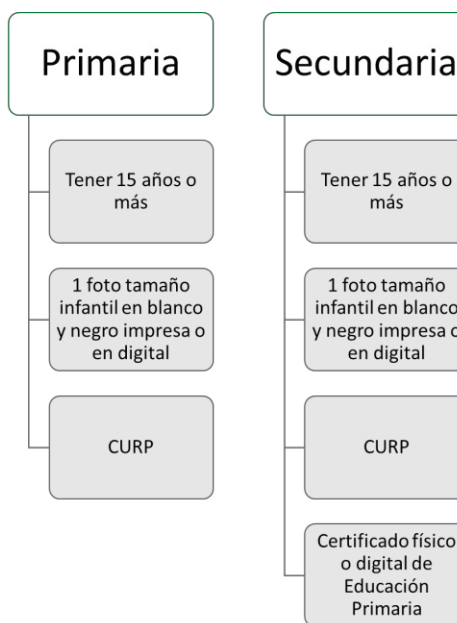 Primaria
Tener 15 años o
más
1 foto tamaño
infantil en blanco
y negro impresa o
en digital
CURP
Secundaria
Tener 15 años o
más
1 foto tamaño
infantil en blanco
y negro impresa o
en digital
CURP
Certificado físico
o digital de
Educación
Primaria